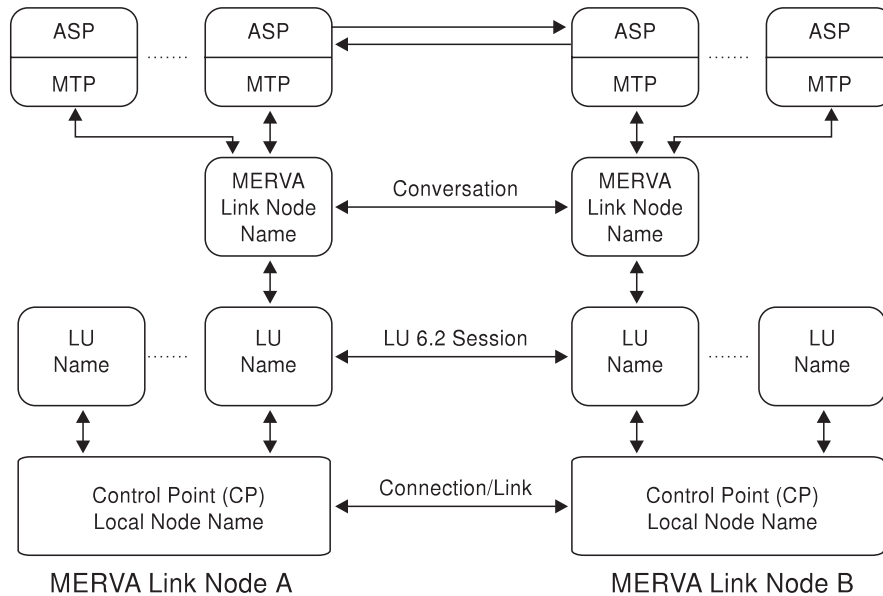 ASP
MTP
ASP
MTP
ASP
MTP
ASP
MTP
MERVA
Link Node
Name
Conversation
MERVA
Link Node
Name
LU
Name
LU
Name
LU 6.2 Session
LU
Name
LU
Name
Control Point (CP)
Local Node Name
Connection/Link
Control Point (CP)
Local Node Name
MERVA Link Node A
MERVA Link Node B